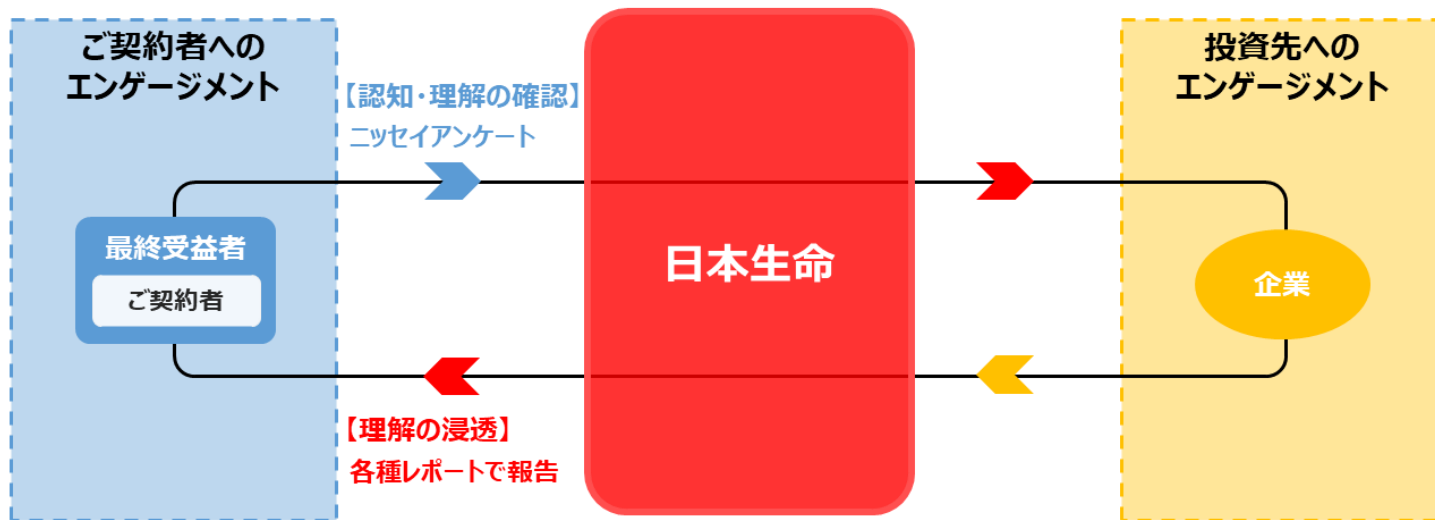 ご契約者への
エンゲージメント
【認知・理解の確認】
ニッセイアンケート
最終受益者
ご契約者
【理解の浸透】
各種レポートで報告
日本生命
投資先への
エンゲージメント
企業